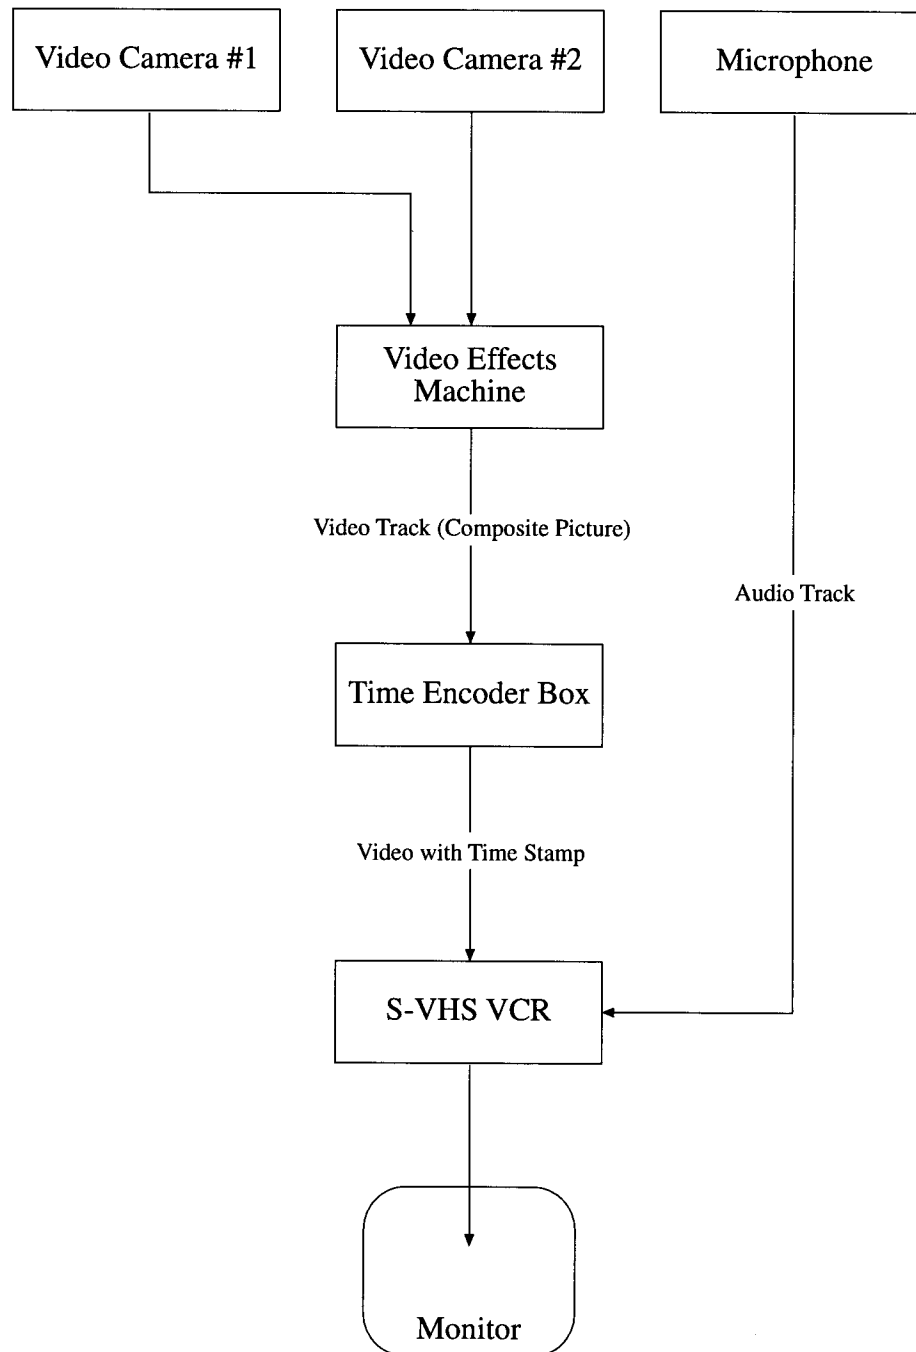 Video Camera #1
Video Camera #2
Microphone
Video Effects
Machine
Video Track (Composite Picture)
Audio Track
Time Encoder Box
Video with Time Stamp
S-VHS VCR
Monitor